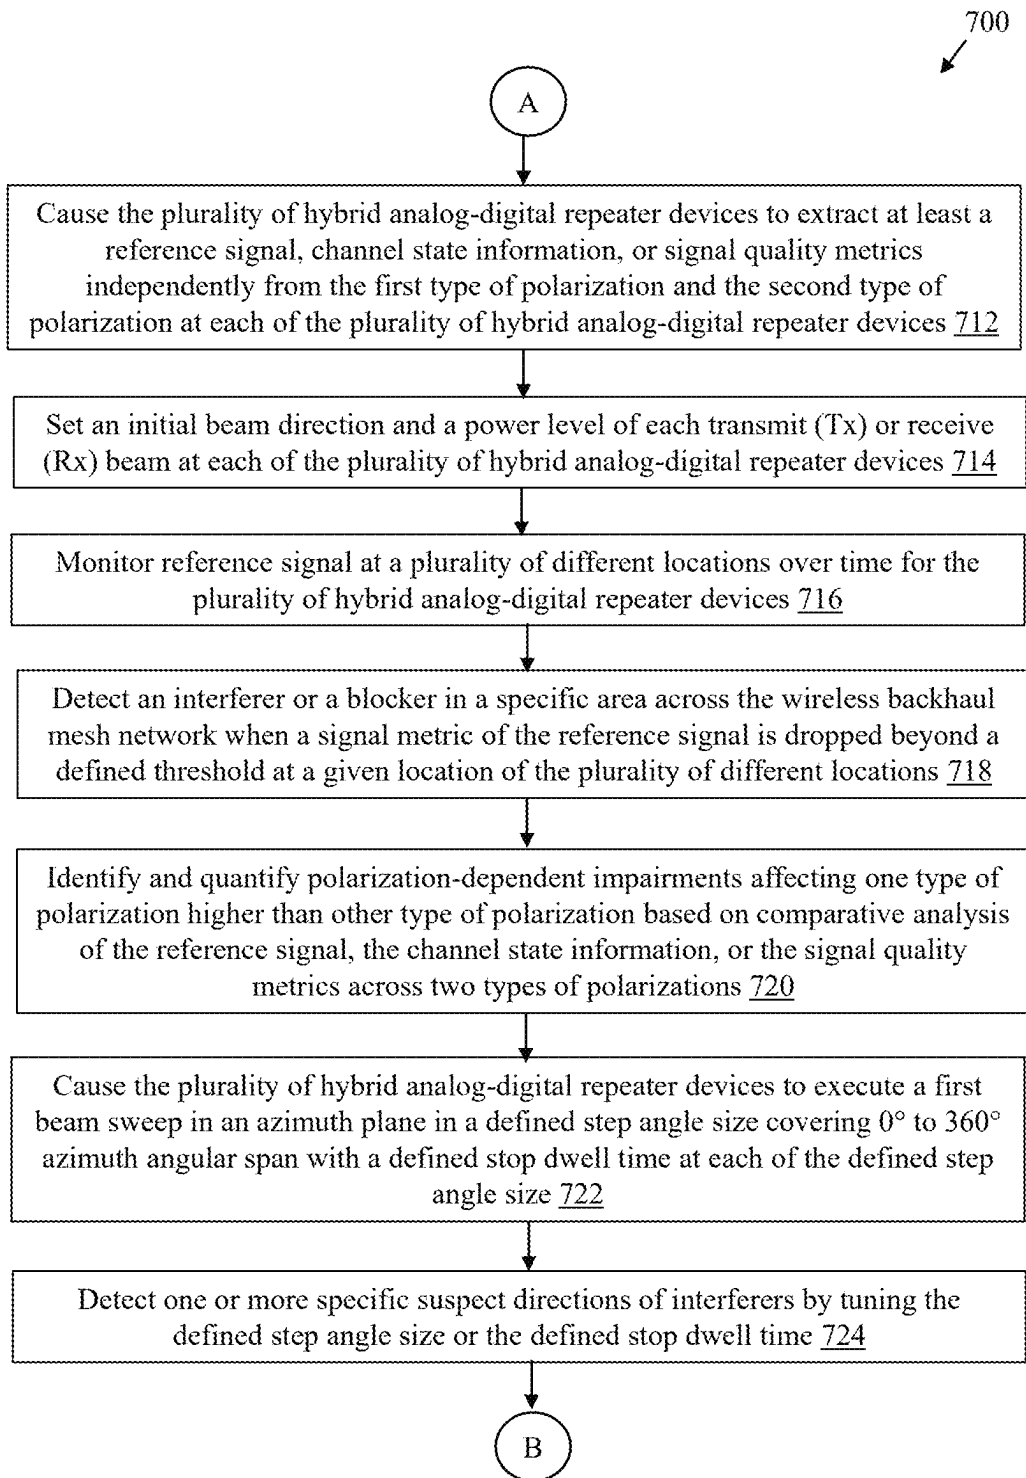 700
A
Cause the plurality of hybrid analog-digital repeater devices to extract at least a
reference signal, channel state information, or signal quality metrics
independently from the first type of polarization and the second type of
polarization at each of the plurality of hybrid analog-digital repeater devices 712
Set an initial beam direction and a power level of each transmit (Tx) or receive
(Rx) beam at each of the plurality of hybrid analog-digital repeater devices 714
Monitor reference signal at a plurality of different locations over time for the
plurality of hybrid analog-digital repeater devices 716
Detect an interferer or a blocker in a specific area across the wireless backhaul
mesh network when a signal metric of the reference signal is dropped beyond a
defined threshold at a given location of the plurality of different locations 718
Identify and quantify polarization-dependent impairments affecting one type of
polarization higher than other type of polarization based on comparative analysis
of the reference signal, the channel state information, or the signal quality
metrics across two types of polarizations 720
Cause the plurality of hybrid analog-digital repeater devices to execute a first
beam sweep in an azimuth plane in a defined step angle size covering 0° to 360°
azimuth angular span with a defined stop dwell time at each of the defined step
angle size 722
Detect one or more specific suspect directions of interferers by tuning the
defined step angle size or the defined stop dwell time 724
B